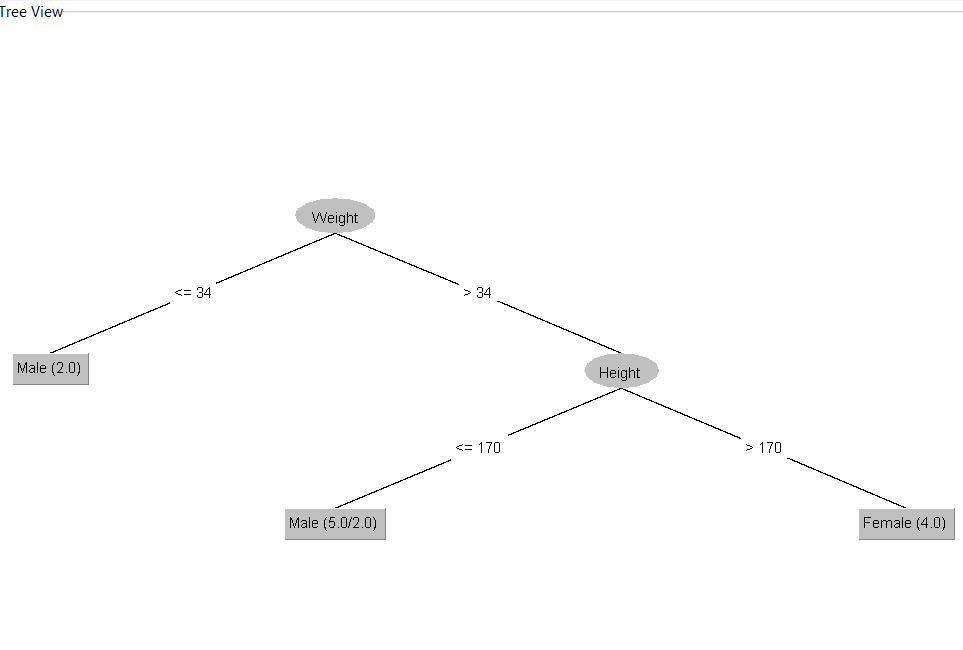 Tree View
Weight
<= 34
> 34
Male (2.0)
Height
<= 170
> 170
Male (5.0/2.0)
Female (4.0)